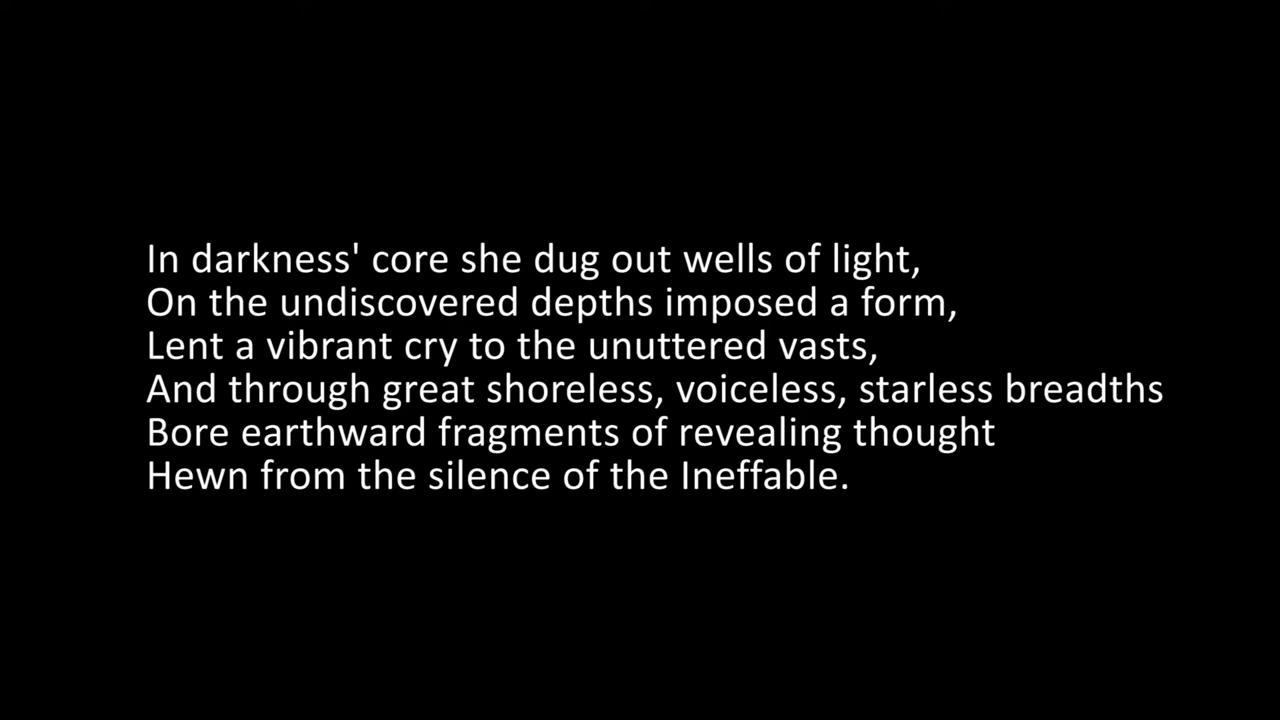 In darkness' core she dug out wells of light,
On the undiscovered depths imposed a form,
Lent a vibrant cry to the unuttered vasts,
And through great shoreless, voiceless, starless breadths
Bore earthward fragments of revealing thought
Hewn from the silence of the Ineffable.